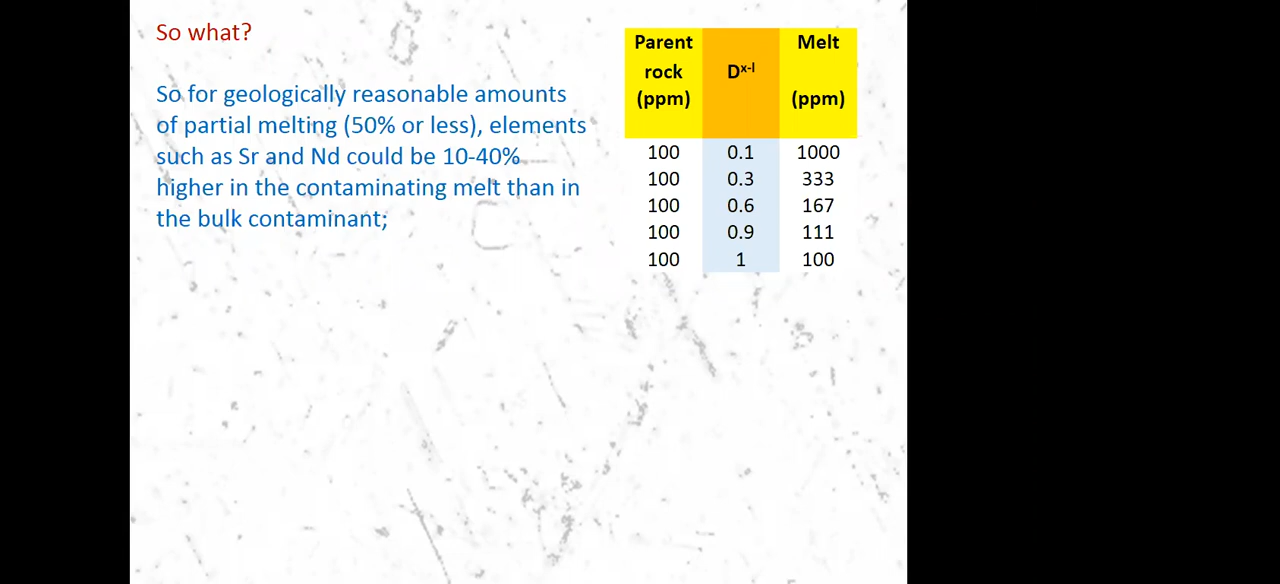 So what?
So for geologically reasonable amounts
of partial melting (50% or less), elements
such as Sr and Nd could be 10-40%
higher in the contaminating melt than in
the bulk contaminant;
Parent rock (ppm) Dˣ⁻ˡ Melt (ppm)
100 0.1 1000
100 0.3 333
100 0.6 167
100 0.9 111
100 1 100